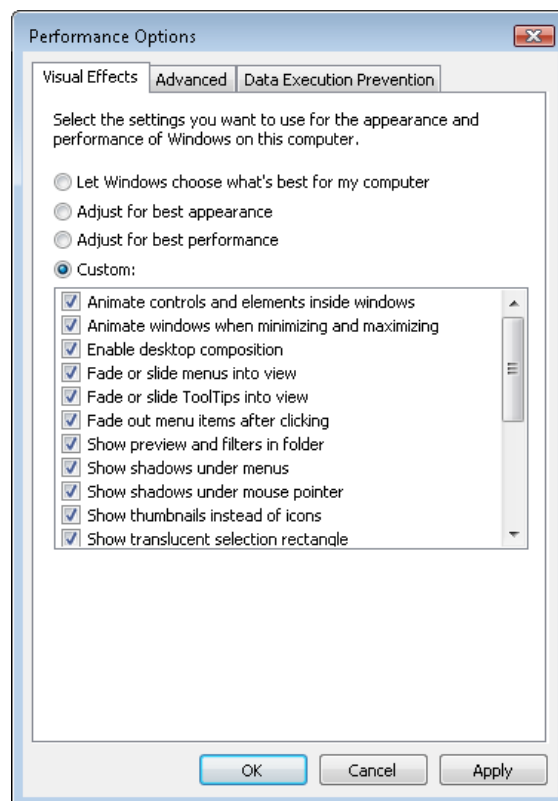 Performance Options
Visual Effects
Advanced
Data Execution Prevention
Select the settings you want to use for the appearance and
performance of Windows on this computer.
Let Windows choose what's best for my computer
Adjust for best appearance
Adjust for best performance
Custom:
Animate controls and elements inside windows
Animate windows when minimizing and maximizing
Enable desktop composition
Fade or slide menus into view
Fade or slide ToolTips into view
Fade out menu items after clicking
Show preview and filters in folder
Show shadows under menus
Show shadows under mouse pointer
Show thumbnails instead of icons
Show translucent selection rectangle
OK
Cancel
Apply